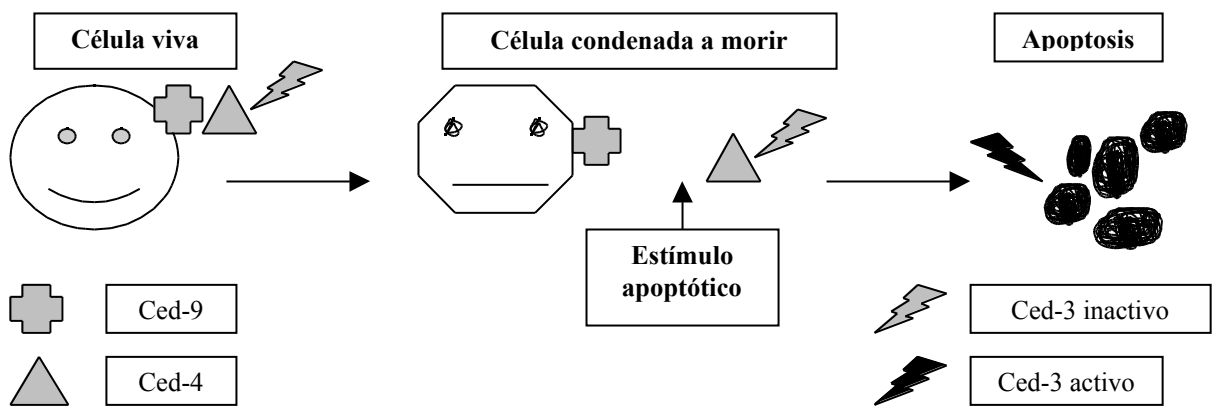 Célula viva
Célula condenada a morir
Apoptosis
Estímulo
apoptótico
Ced-9
Ced-3 inactivo
Ced-4
Ced-3 activo